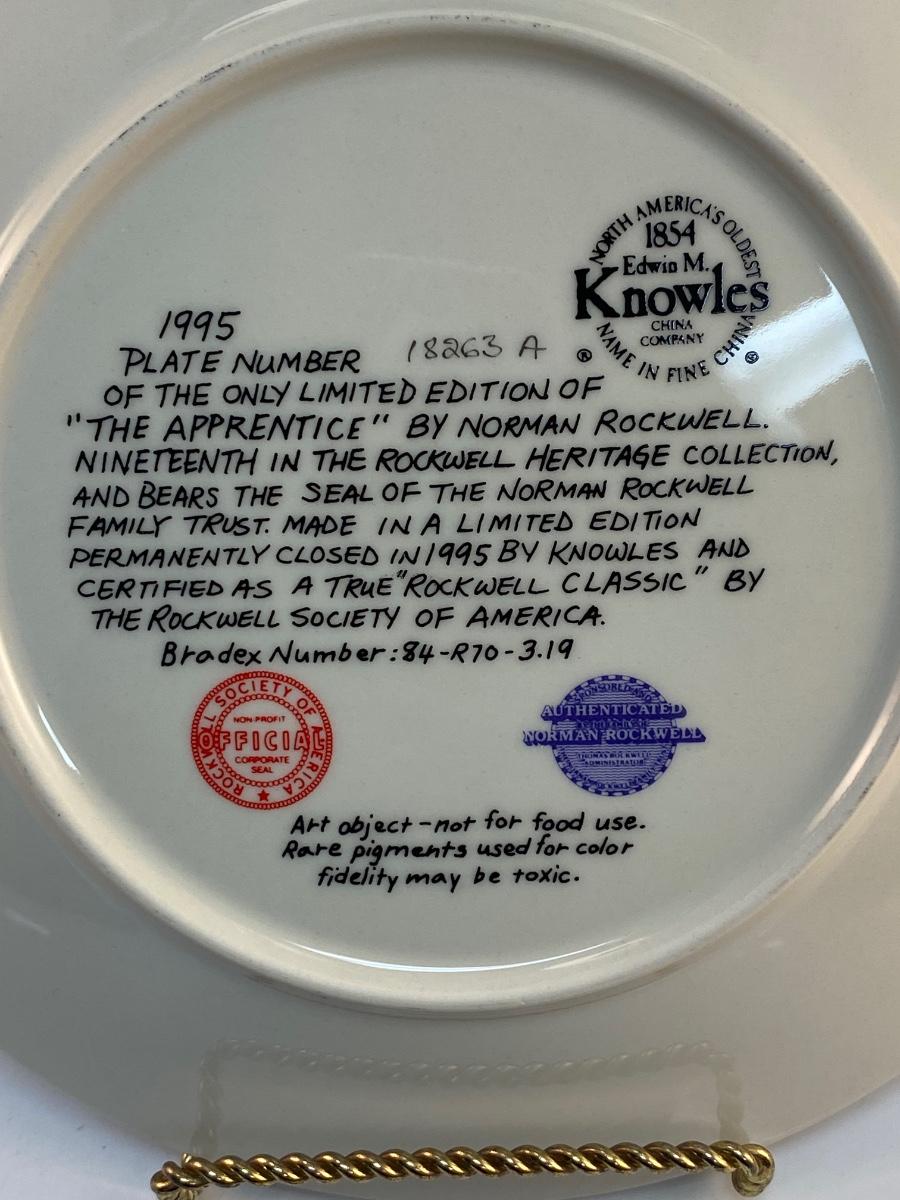 NORTH AMERICA'S OLDEST
1854
Edwin M.
Knowles
CHINA
COMPANY
NAME IN FINE CHINA
®
1995
PLATE NUMBER 18263 A
OF THE ONLY LIMITED EDITION OF
"THE APPRENTICE" BY NORMAN ROCKWELL.
NINETEENTH IN THE ROCKWELL HERITAGE COLLECTION,
AND BEARS THE SEAL OF THE NORMAN ROCKWELL
FAMILY TRUST. MADE IN A LIMITED EDITION
PERMANENTLY CLOSED IN 1995 BY KNOWLES AND
CERTIFIED AS A TRUE "ROCKWELL CLASSIC" BY
THE ROCKWELL SOCIETY OF AMERICA.
Bradex Number:84-R70-3.19
ROCKWELL SOCIETY OF AMERICA
NON-PROFIT
OFFICIAL
CORPORATE
SEAL
SPONSORED AND
AUTHENTICATED
NORMAN ROCKWELL
THOMAS ROCKWELL
ADMINISTRATOR
Art object-not for food use.
Rare pigments used for color
fidelity may be toxic.